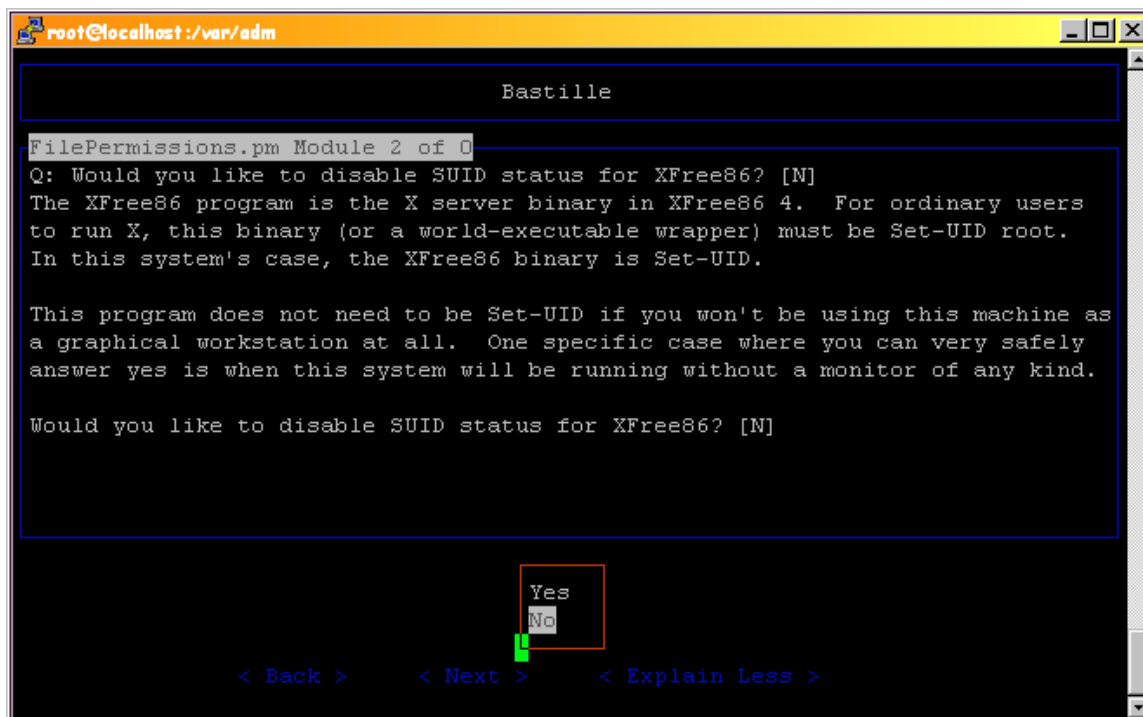 root@localhost:/var/adm
Bastille
FilePermissions.pm Module 2 of 0
Q: Would you like to disable SUID status for XFree86? [N]
The XFree86 program is the X server binary in XFree86 4.  For ordinary users
to run X, this binary (or a world-executable wrapper) must be Set-UID root.
In this system's case, the XFree86 binary is Set-UID.
This program does not need to be Set-UID if you won't be using this machine as
a graphical workstation at all.  One specific case where you can very safely
answer yes is when this system will be running without a monitor of any kind.
Would you like to disable SUID status for XFree86? [N]
Yes
No
< Back > < Next > < Explain Less >